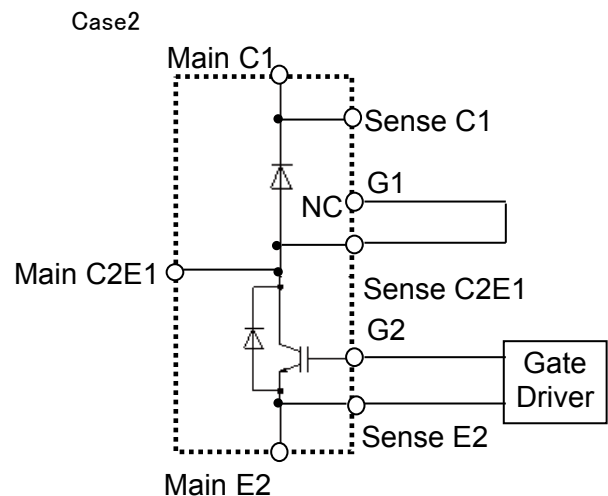 Case2
Main C1
Sense C1
G1
NC
Main C2E1
Sense C2E1
G2
Gate
Driver
Sense E2
Main E2